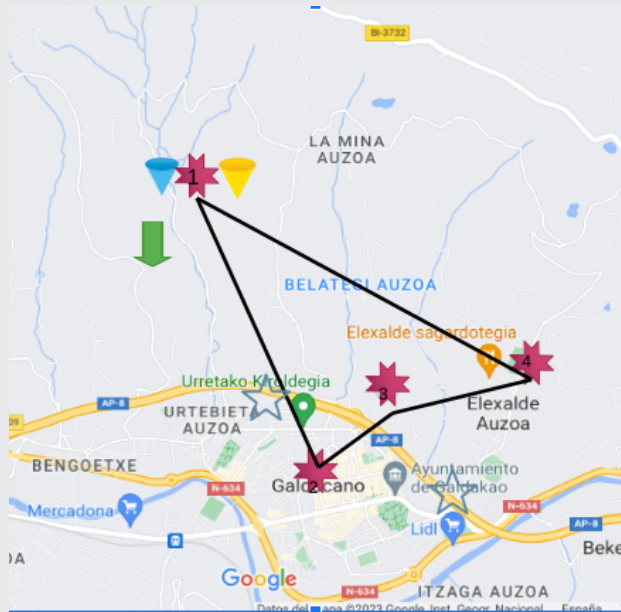 BI-3732
LA MINA
AUZOA
1
BELATEGI AUZOA
Elexalde sagardotegia
4
Urretako Kiroldegia
3
AP-8
Elexalde
Auzoa
URTEBIETA
AUZOA
09
AP-8
BENGOETXE
Ayuntamiento
de Galdakao
2
N-634
N-634
Mercadona
Lidl
AP-8
OA
Google
N-634
ITZAGA AUZOA
Datos del mapa ©2023 Google, Inst. Geogr. Nacional
España